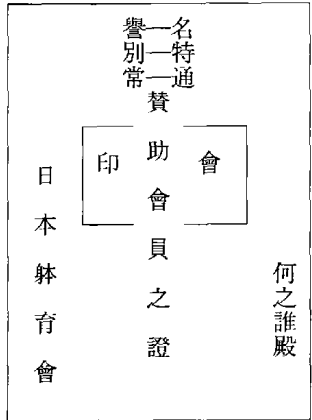 何之誰殿
名—譽
特—別
通—常
賛助會員之證
會印
日本躰育會